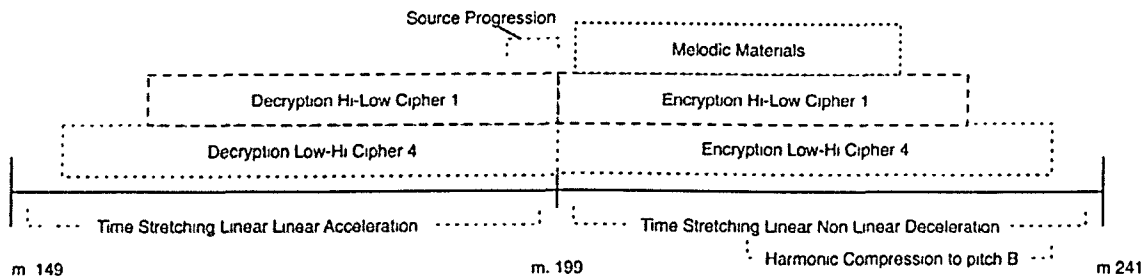 Source Progression
Melodic Materials
Decryption Hi-Low Cipher 1
Encryption Hi-Low Cipher 1
Decryption Low-Hi Cipher 4
Encryption Low-Hi Cipher 4
Time Stretching Linear Linear Acceleration
Time Stretching Linear Non Linear Deceleration
Harmonic Compression to pitch B
m 149
m. 199
m 241